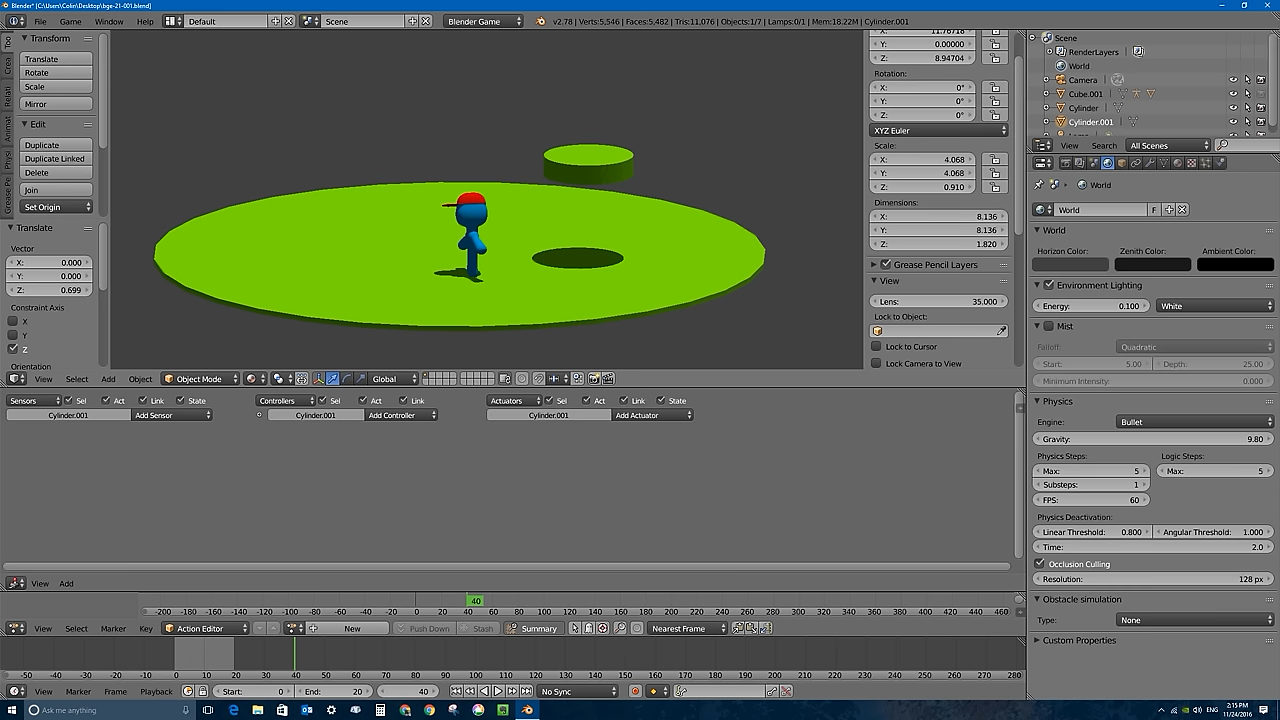 Blender* [C:\Users\Colin\Desktop\bge-21-001.blend]
File Game Window Help Default Scene Blender Game v2.78 | Verts:5,546 | Faces:5,482 | Tris:11,076 | Objects:1/7 | Lamps:0/1 | Mem:18.22M | Cylinder.001
Transform
Translate
Rotate
Scale
Mirror
Edit
Duplicate
Duplicate Linked
Delete
Join
Set Origin
Translate
Vector
X: 0.000
Y: 0.000
Z: 0.699
Constraint Axis
X
Y
Z
Orientation
X: 11.76718
Y: 0.00000
Z: 8.94704
Rotation:
X: 0°
Y: 0°
Z: 0°
XYZ Euler
Scale:
X: 4.068
Y: 4.068
Z: 0.910
Dimensions:
X: 8.136
Y: 8.136
Z: 1.820
Grease Pencil Layers
View
Lens: 35.000
Lock to Object:
Lock to Cursor
Lock Camera to View
View Select Add Object Object Mode Global
Sensors Sel Act Link State Controllers Sel Act Link Actuators Sel Act Link State
Cylinder.001 Add Sensor Cylinder.001 Add Controller Cylinder.001 Add Actuator
View Add
40
-200 -180 -160 -140 -120 -100 -80 -60 -40 -20 0 20 40 60 80 100 120 140 160 180 200 220 240 260 280 300 320 340 360 380 400 420 440 460
View Select Marker Key Action Editor New Push Down Stash Summary Nearest Frame
-50 -40 -30 -20 -10 0 10 20 30 40 50 60 70 80 90 100 110 120 130 140 150 160 170 180 190 200 210 220 230 240 250 260 270 280
View Marker Frame Playback Start: 0 End: 20 40 No Sync
Scene
RenderLayers
World
Camera
Cube.001
Cylinder
Cylinder.001
View Search All Scenes
World
World F
World
Horizon Color: Zenith Color: Ambient Color:
Environment Lighting
Energy: 0.100 White
Mist
Falloff: Quadratic
Start: 5.00 Depth: 25.00
Minimum Intensity: 0.000
Physics
Engine: Bullet
Gravity: 9.80
Physics Steps: Logic Steps:
Max: 5 Max: 5
Substeps: 1
FPS: 60
Physics Deactivation:
Linear Threshold: 0.800 Angular Threshold: 1.000
Time: 2.0
Occlusion Culling
Resolution: 128 px
Obstacle simulation
Type: None
Custom Properties
Ask me anything
ENG
2:15 PM
11/24/2016